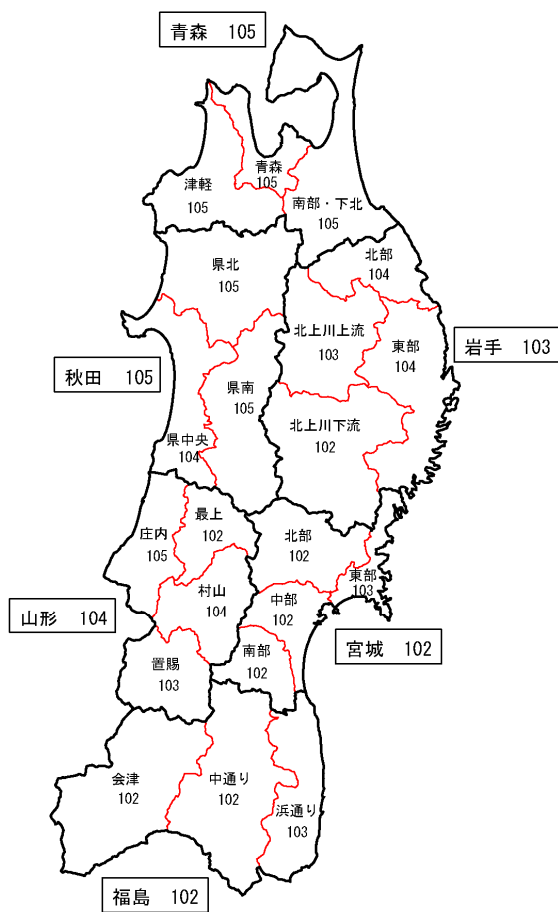 青森 105
青森
105
津軽
105
南部・下北
105
北部
104
県北
105
北上川上流
103
東部
104
岩手 103
秋田 105
県南
105
北上川下流
102
県中央
104
最上
102
庄内
105
北部
102
東部
103
村山
104
中部
102
山形 104
宮城 102
南部
102
置賜
103
会津
102
中通り
102
浜通り
103
福島 102